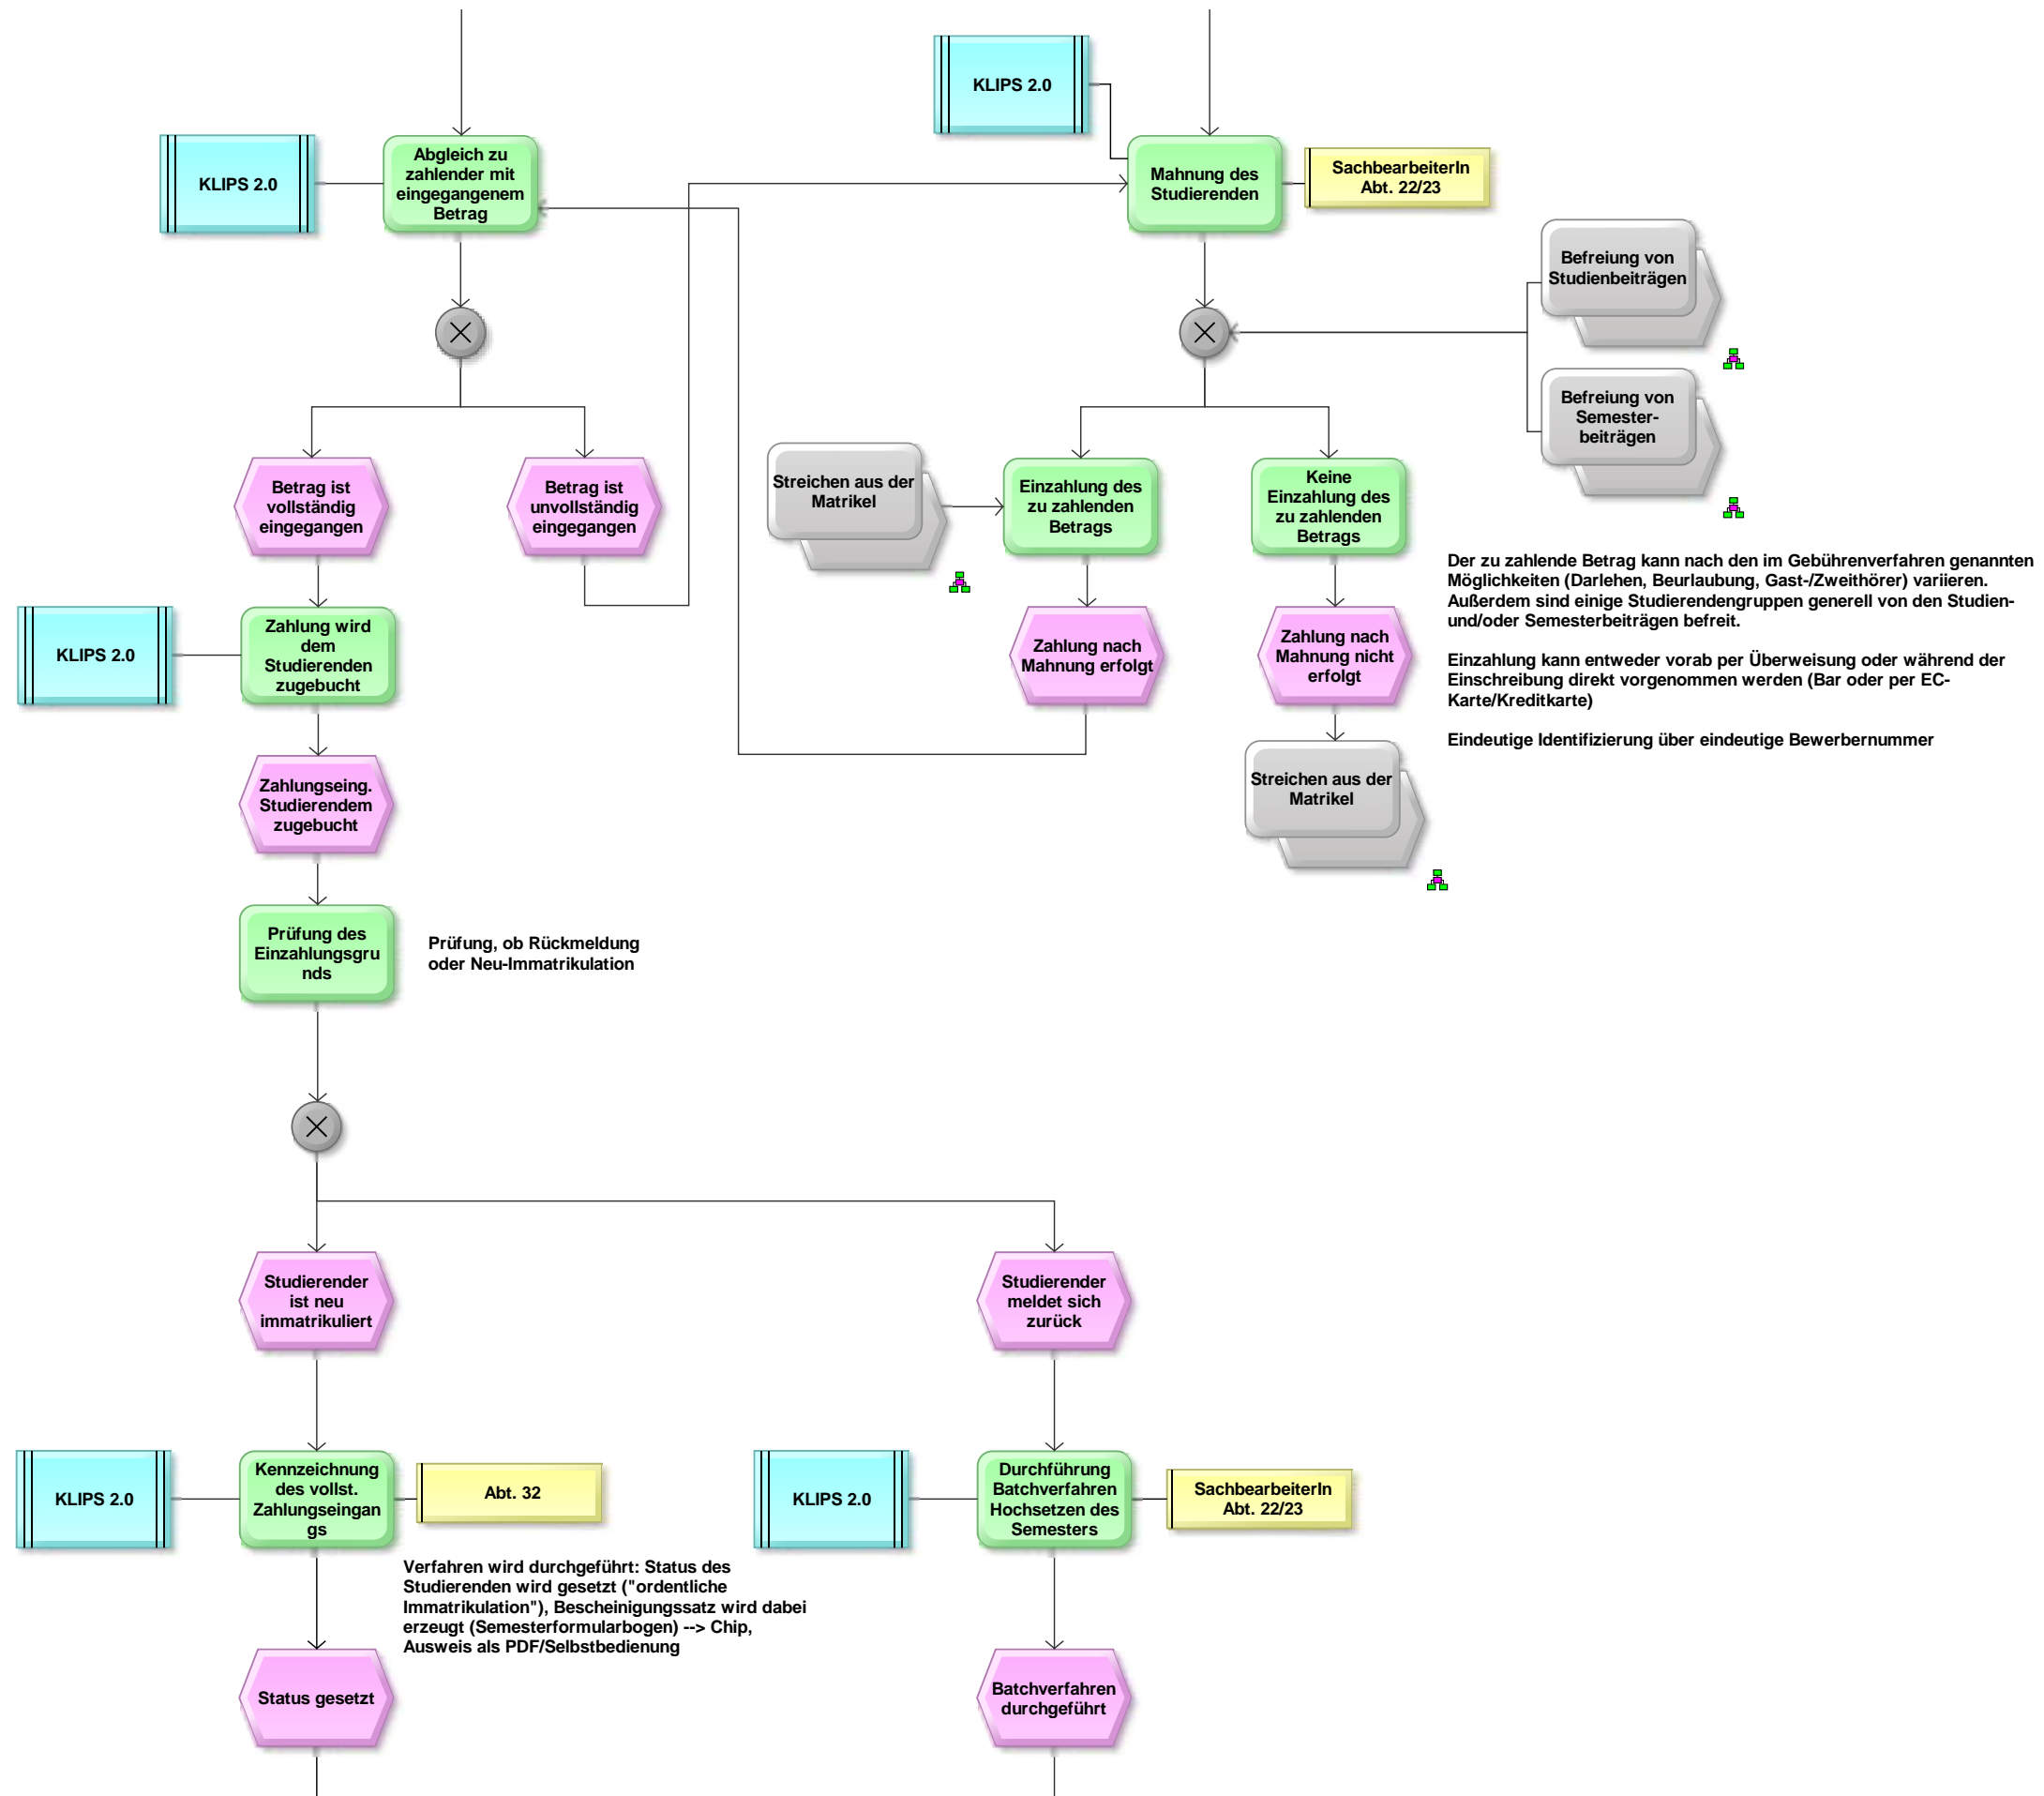 KLIPS 2.0
KLIPS 2.0
Abgleich zu
zahlender mit
eingegangenem
Betrag
Mahnung des
Studierenden
SachbearbeiterIn
Abt. 22/23
Befreiung von
Studienbeiträgen
Befreiung von
Semester-
beiträgen
Betrag ist
vollständig
eingegangen
Betrag ist
unvollständig
eingegangen
Streichen aus der
Matrikel
Einzahlung des
zu zahlenden
Betrags
Keine
Einzahlung des
zu zahlenden
Betrags
Der zu zahlende Betrag kann nach den im Gebührenverfahren genannten
Möglichkeiten (Darlehen, Beurlaubung, Gast-/Zweithörer) variieren.
Außerdem sind einige Studierendengruppen generell von den Studien-
und/oder Semesterbeiträgen befreit.
Einzahlung kann entweder vorab per Überweisung oder während der
Einschreibung direkt vorgenommen werden (Bar oder per EC-
Karte/Kreditkarte)
Eindeutige Identifizierung über eindeutige Bewerbernummer
KLIPS 2.0
Zahlung wird
dem
Studierenden
zugebucht
Zahlung nach
Mahnung erfolgt
Zahlung nach
Mahnung nicht
erfolgt
Zahlungseing.
Studierendem
zugebucht
Streichen aus der
Matrikel
Prüfung des
Einzahlungsgru
nds
Prüfung, ob Rückmeldung
oder Neu-Immatrikulation
Studierender
ist neu
immatrikuliert
Studierender
meldet sich
zurück
KLIPS 2.0
Kennzeichnung
des vollst.
Zahlungseingan
gs
Abt. 32
KLIPS 2.0
Durchführung
Batchverfahren
Hochsetzen des
Semesters
SachbearbeiterIn
Abt. 22/23
Verfahren wird durchgeführt: Status des
Studierenden wird gesetzt ("ordentliche
Immatrikulation"), Bescheinigungssatz wird dabei
erzeugt (Semesterformularbogen) --> Chip,
Ausweis als PDF/Selbstbedienung
Status gesetzt
Batchverfahren
durchgeführt